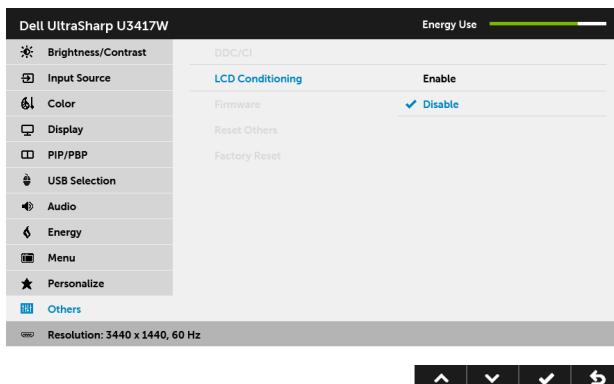 Dell UltraSharp U3417W
Energy Use
Brightness/Contrast
DDC/CI
Input Source
LCD Conditioning
Enable
Color
Firmware
Disable
Display
Reset Others
PIP/PBP
Factory Reset
USB Selection
Audio
Energy
Menu
Personalize
Others
Resolution: 3440 x 1440, 60 Hz